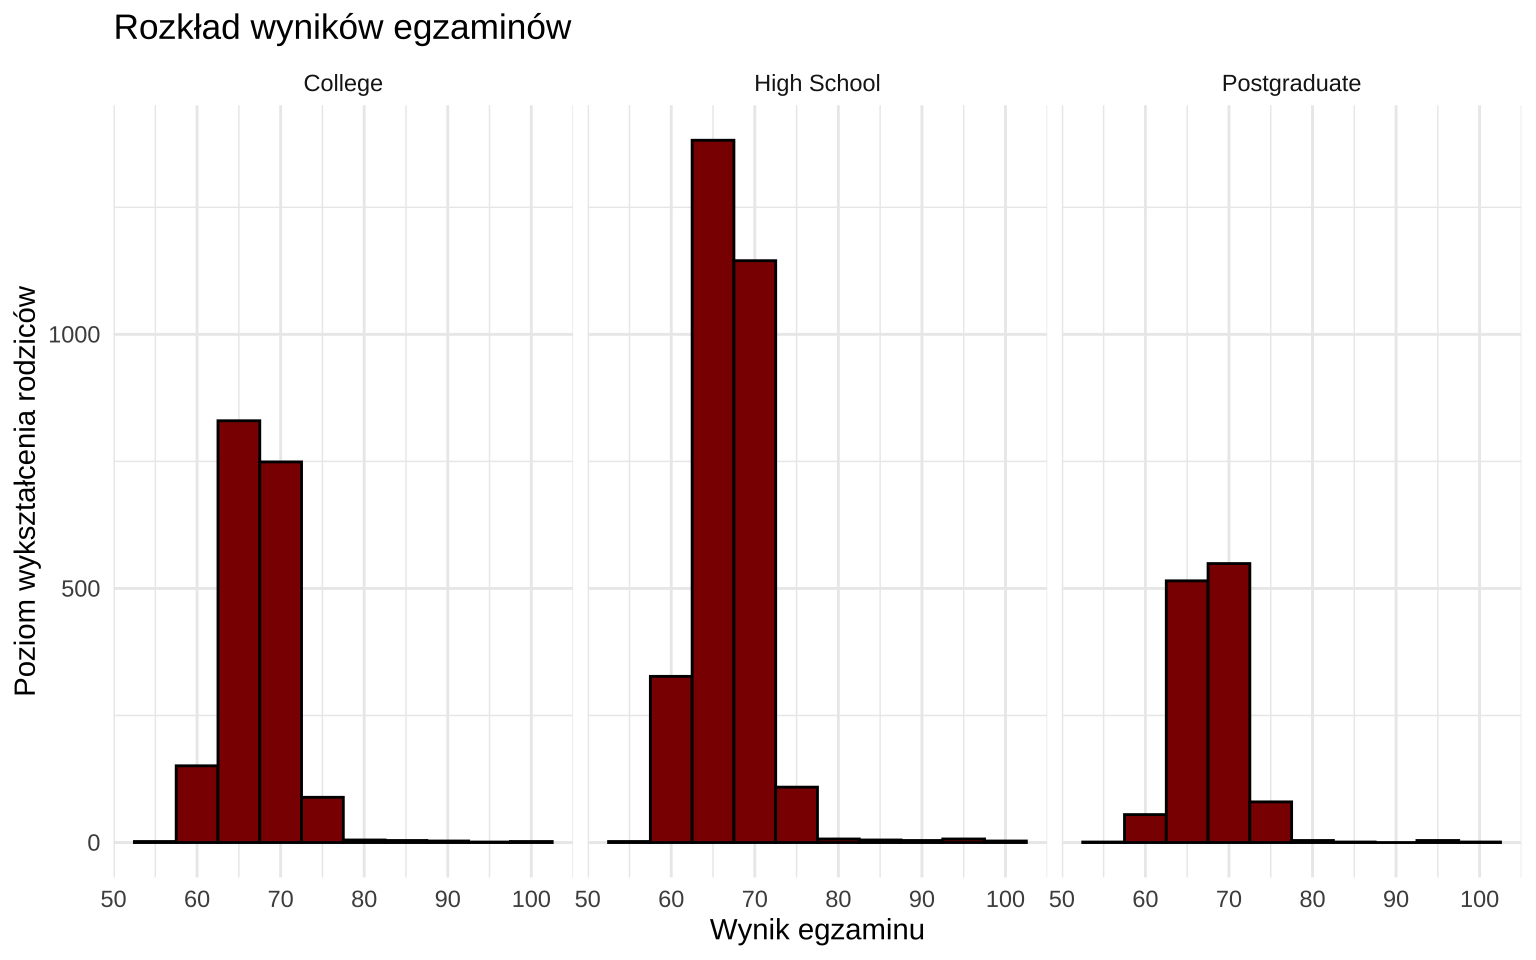 Rozkład wyników egzaminów
College
High School
Postgraduate
Poziom wykształcenia rodziców
1000
500
0
50 60 70 80 90 100
50 60 70 80 90 100
50 60 70 80 90 100
Wynik egzaminu